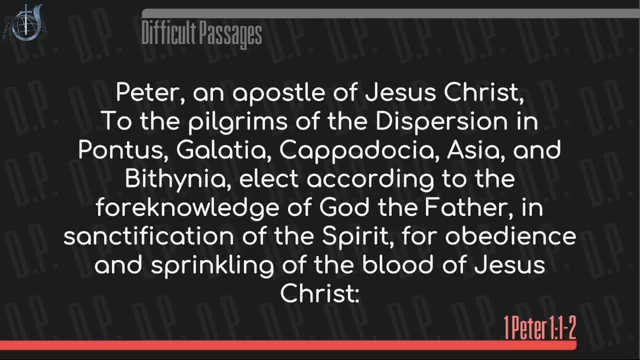 Difficult Passages
Peter, an apostle of Jesus Christ,
To the pilgrims of the Dispersion in
Pontus, Galatia, Cappadocia, Asia, and
Bithynia, elect according to the
foreknowledge of God the Father, in
sanctification of the Spirit, for obedience
and sprinkling of the blood of Jesus
Christ:
1 Peter 1:1-2